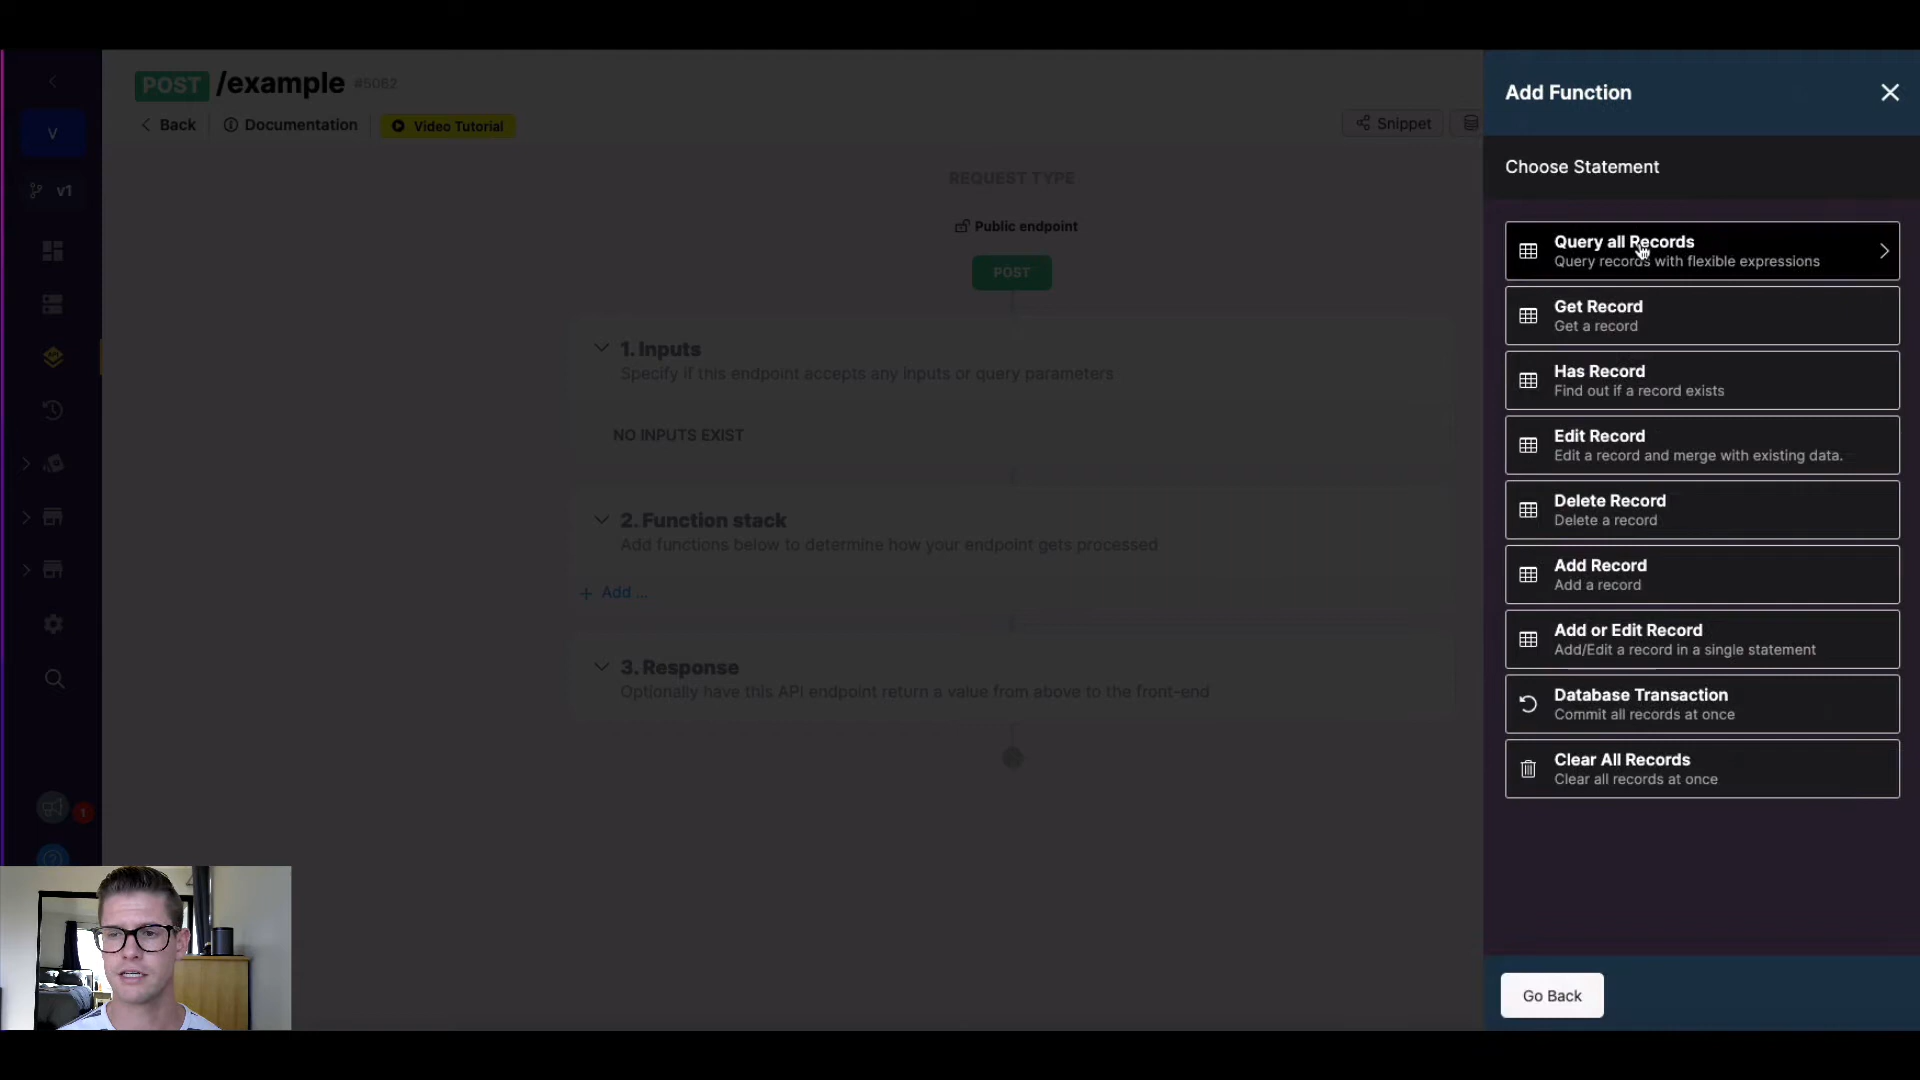 POST /example #5062
Back
Documentation
Video Tutorial
Snippet
V
v1
REQUEST TYPE
Public endpoint
POST
1. Inputs
Specify if this endpoint accepts any inputs or query parameters
NO INPUTS EXIST
2. Function stack
Add functions below to determine how your endpoint gets processed
+ Add ...
3. Response
Optionally have this API endpoint return a value from above to the front-end
1
?
Add Function
Choose Statement
Query all Records
Query records with flexible expressions
Get Record
Get a record
Has Record
Find out if a record exists
Edit Record
Edit a record and merge with existing data.
Delete Record
Delete a record
Add Record
Add a record
Add or Edit Record
Add/Edit a record in a single statement
Database Transaction
Commit all records at once
Clear All Records
Clear all records at once
Go Back